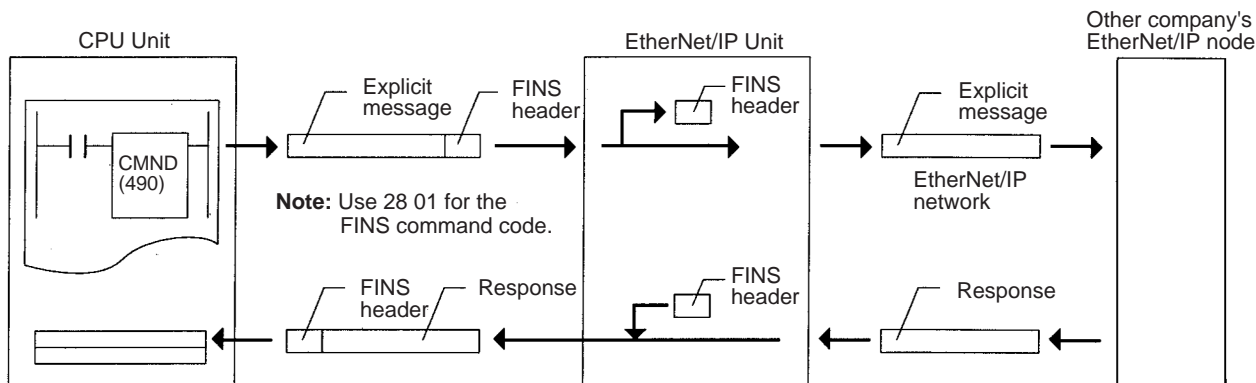 CPU Unit
EtherNet/IP Unit
Other company's
EtherNet/IP node
CMND
(490)
Explicit
message
FINS
header
Note: Use 28 01 for the
FINS command code.
FINS
header
Explicit
message
EtherNet/IP
network
FINS
header
Response
FINS
header
Response